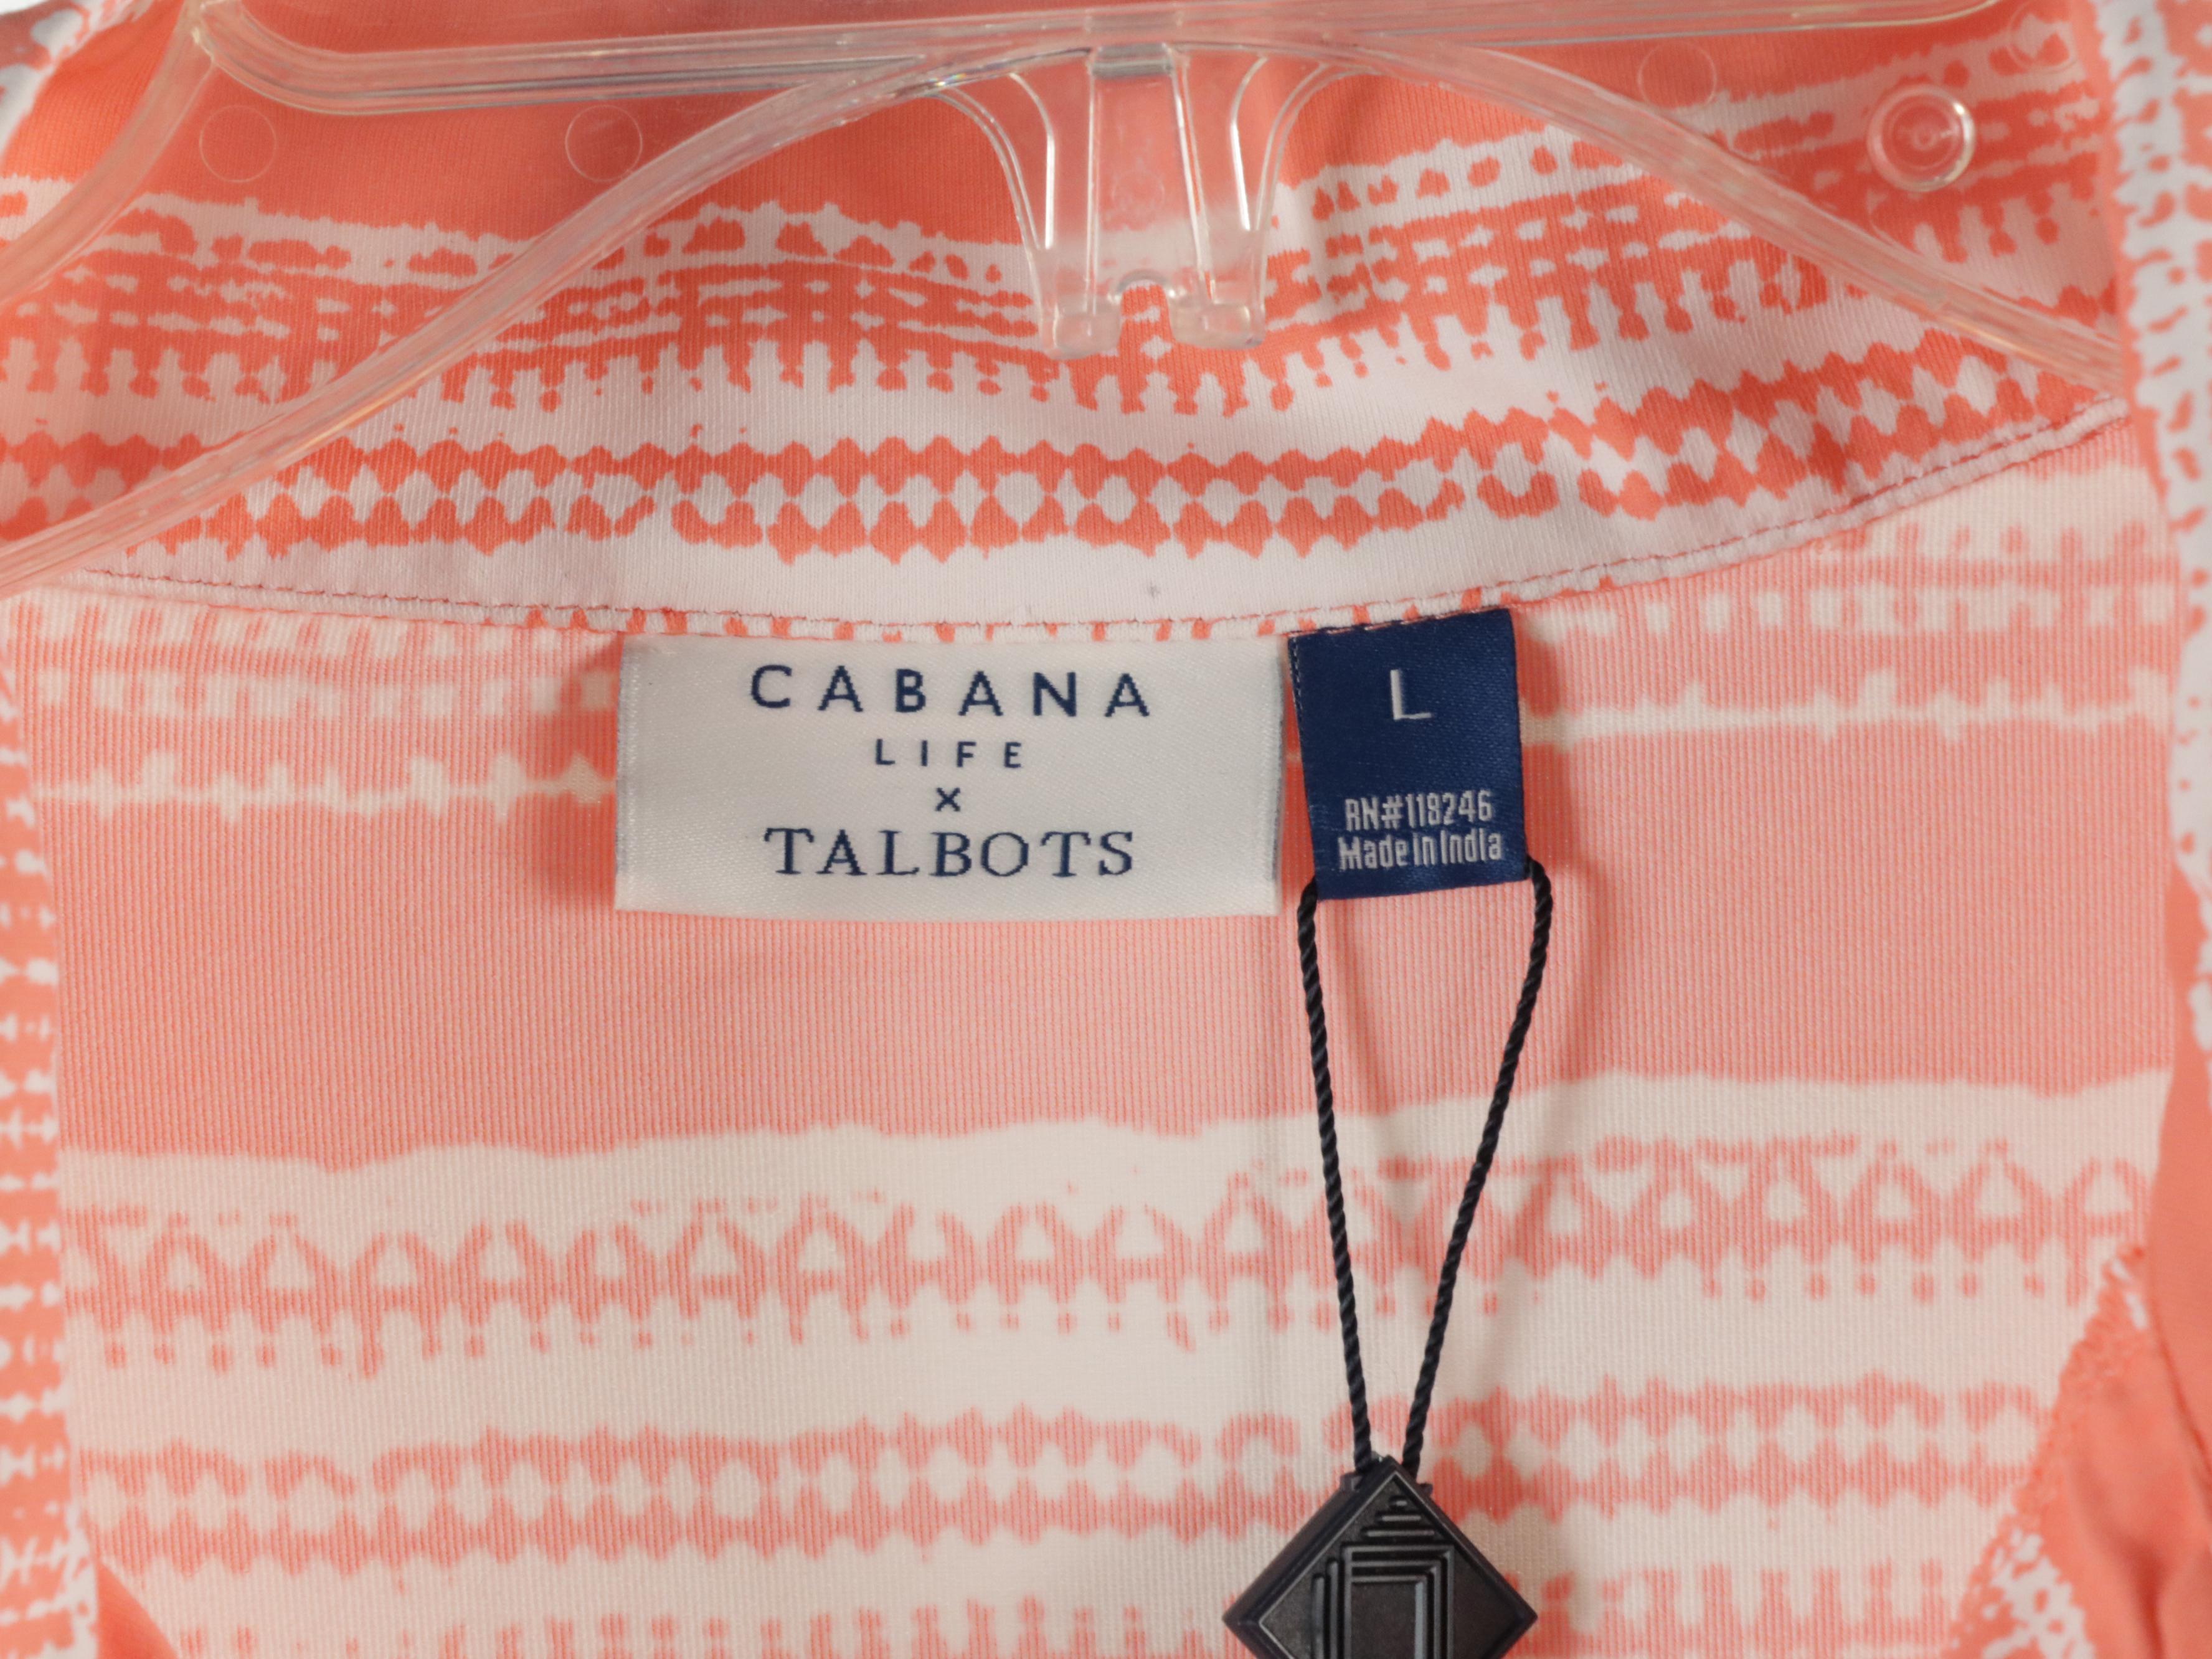 CABANA
LIFE
x
TALBOTS
L
RN#118246
Made in India